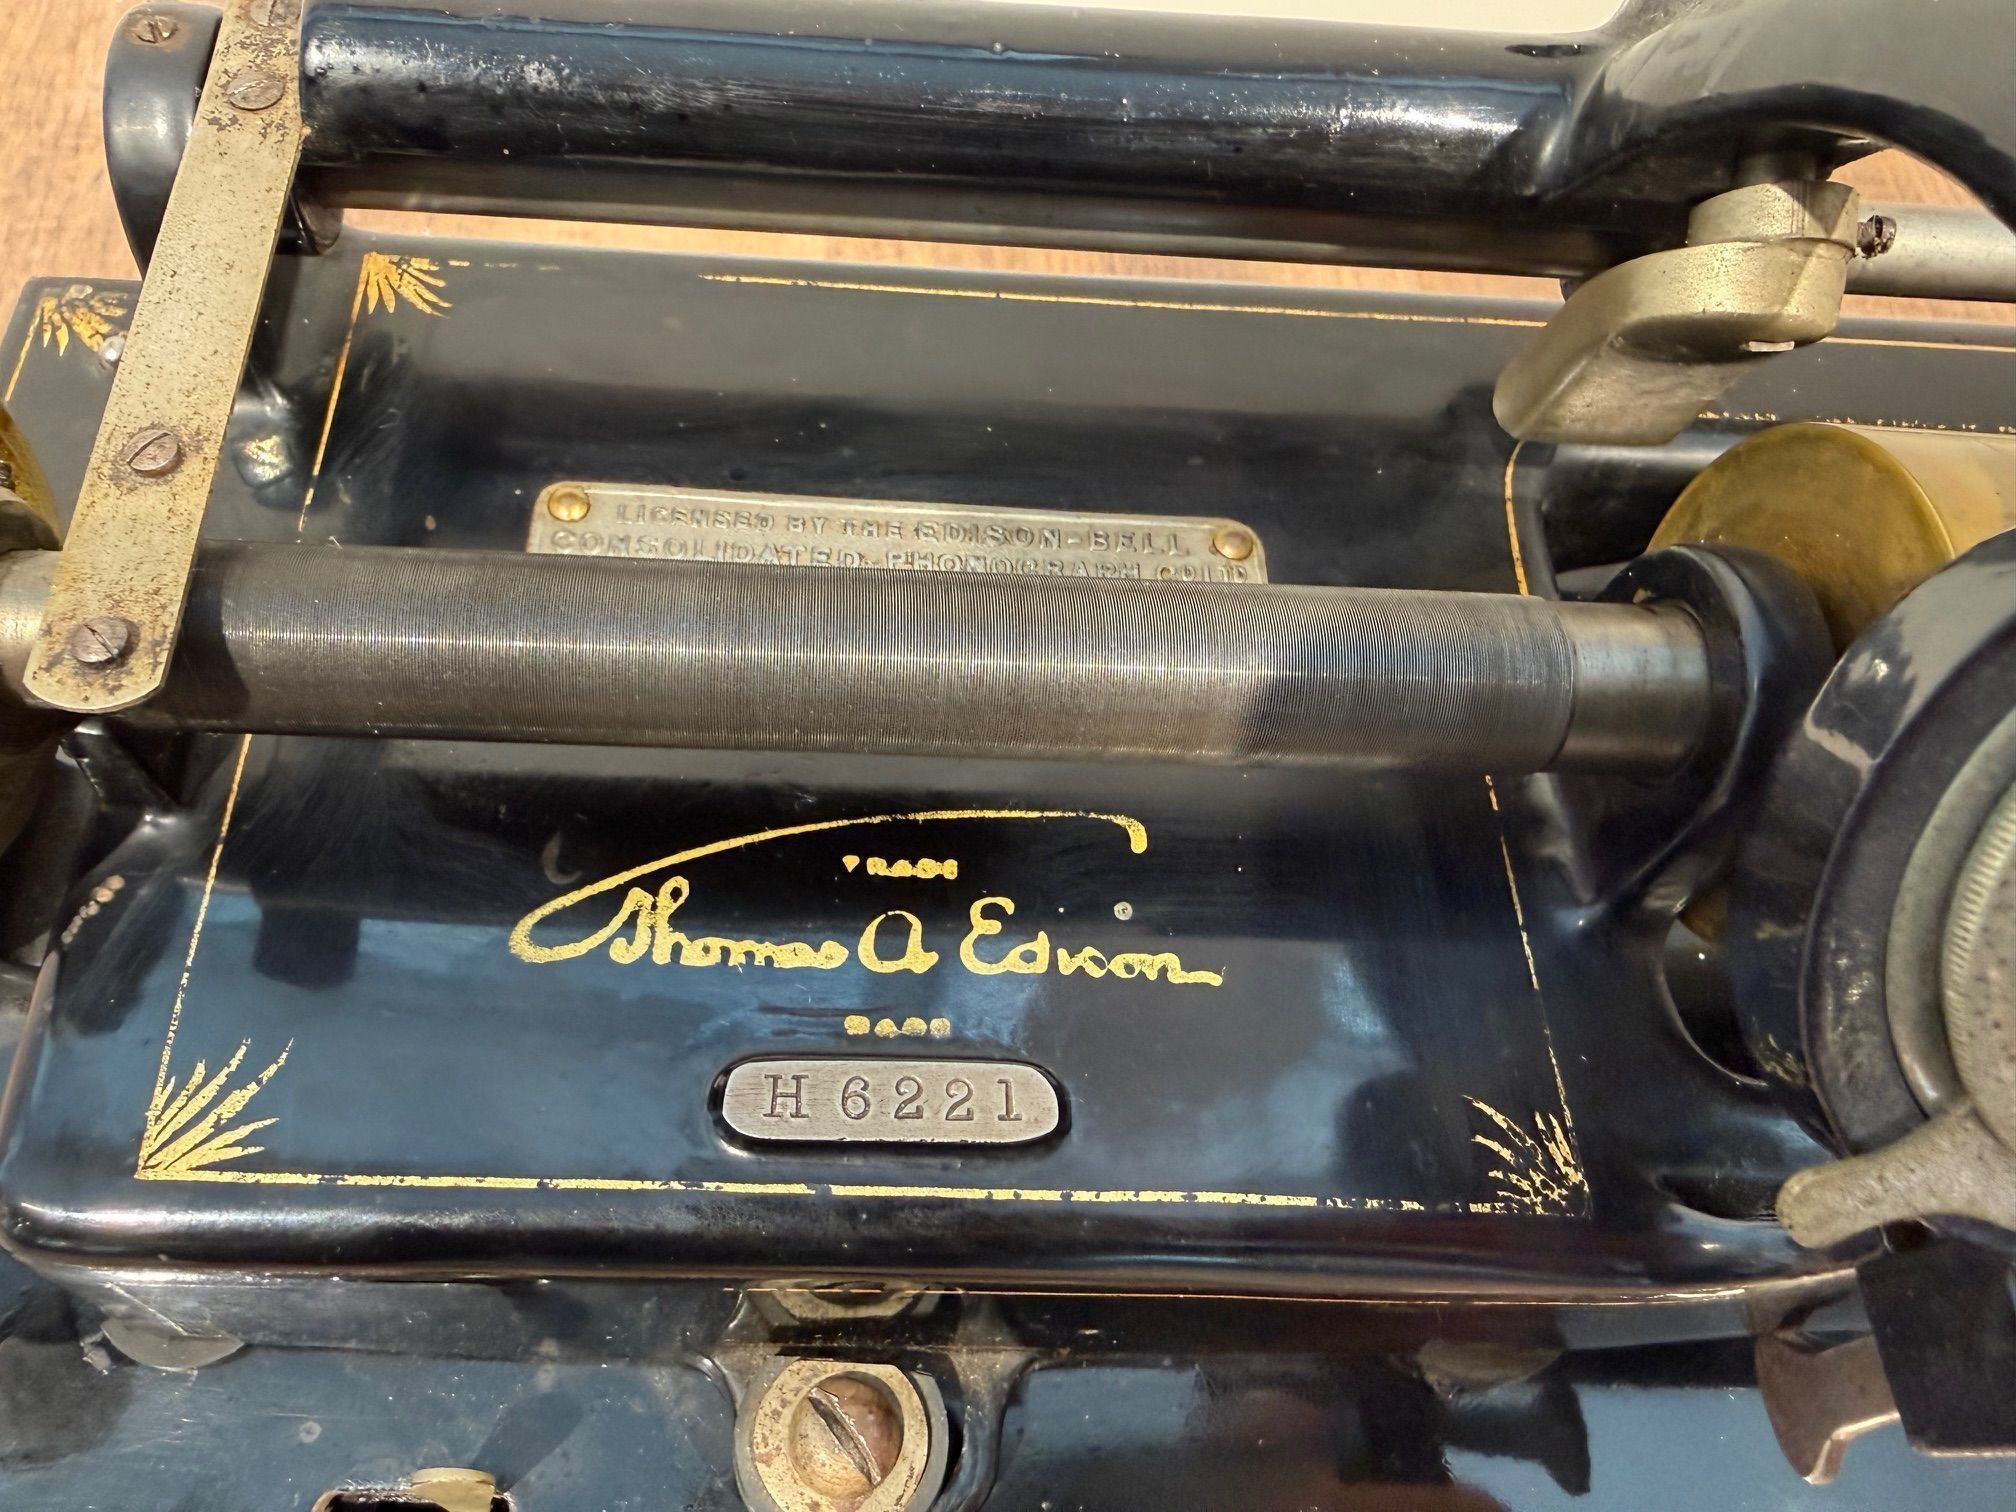 LICENSED BY THE EDISON-BELL
CONSOLIDATED PHONOGRAPH CO LTD
TRADE
Thomas A Edison
MARK
H 6221